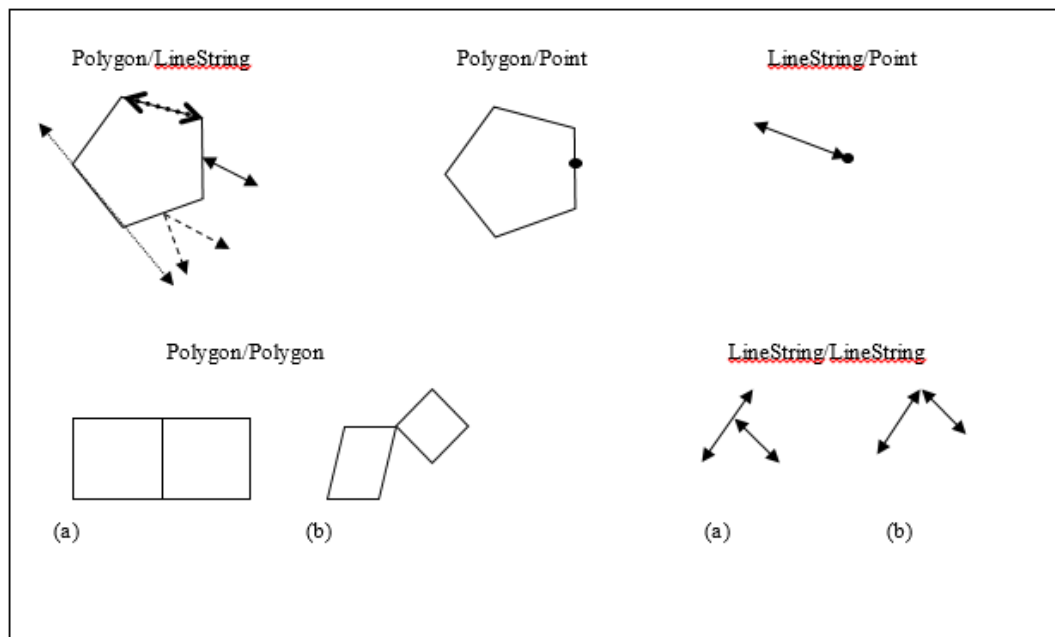 Polygon/LineString
Polygon/Point
LineString/Point
Polygon/Polygon
LineString/LineString
(a)
(b)
(a)
(b)